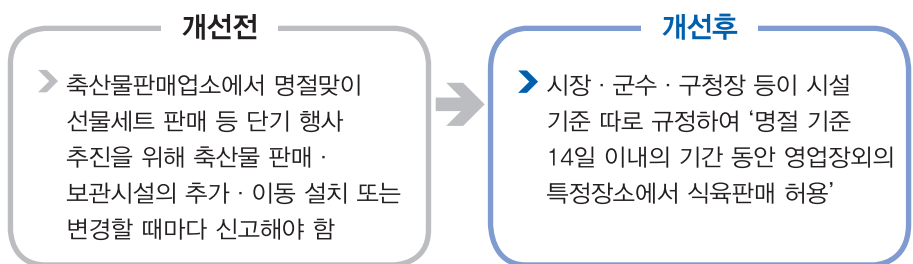 개선전
축산물판매업소에서 명절맞이
선물세트 판매 등 단기 행사
추진을 위해 축산물 판매 ·
보관시설의 추가 · 이동 설치 또는
변경할 때마다 신고해야 함
개선후
시장 · 군수 · 구청장 등이 시설
기준 따로 규정하여 ‘명절 기준
14일 이내의 기간 동안 영업장외의
특정장소에서 식육판매 허용’